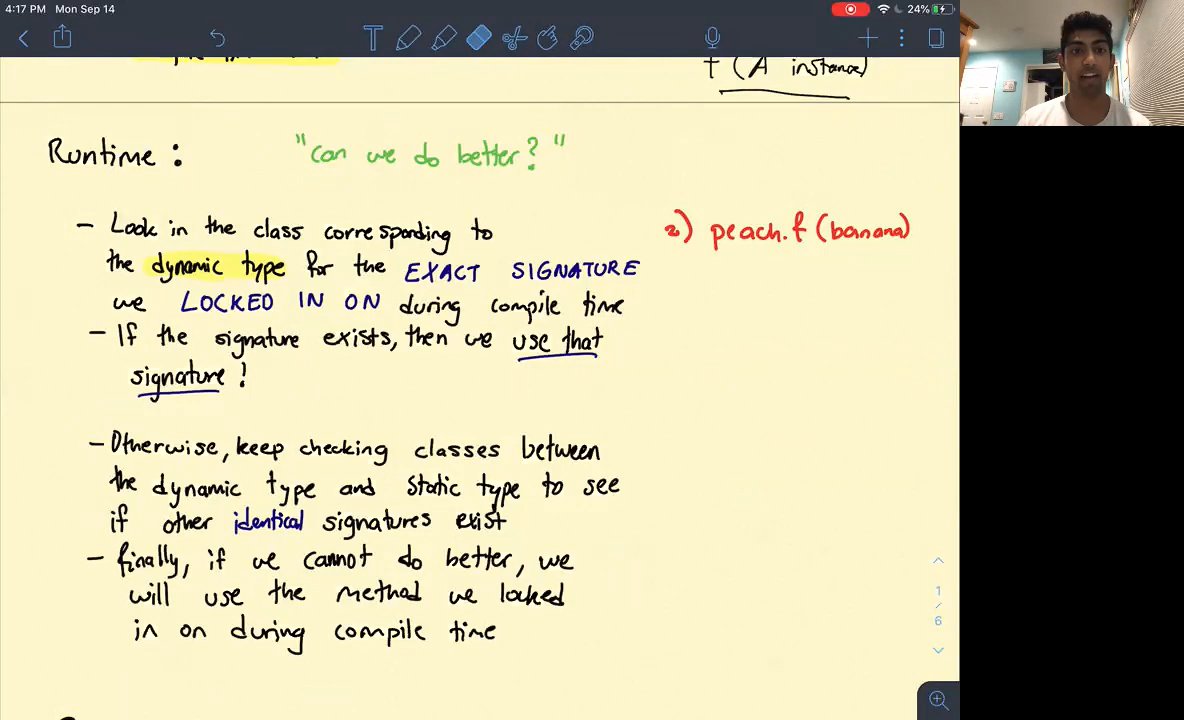 4:17 PM Mon Sep 14
24%
f (A instance)
Runtime:
"can we do better?"
- Look in the class corresponding to
the dynamic type for the EXACT SIGNATURE
we LOCKED IN ON during compile time
- If the signature exists, then we use that
signature!
2) peach.f (banana)
- Otherwise, keep checking classes between
the dynamic type and static type to see
if other identical signatures exist
- finally, if we cannot do better, we
will use the method we locked
in on during compile time
1
/
6